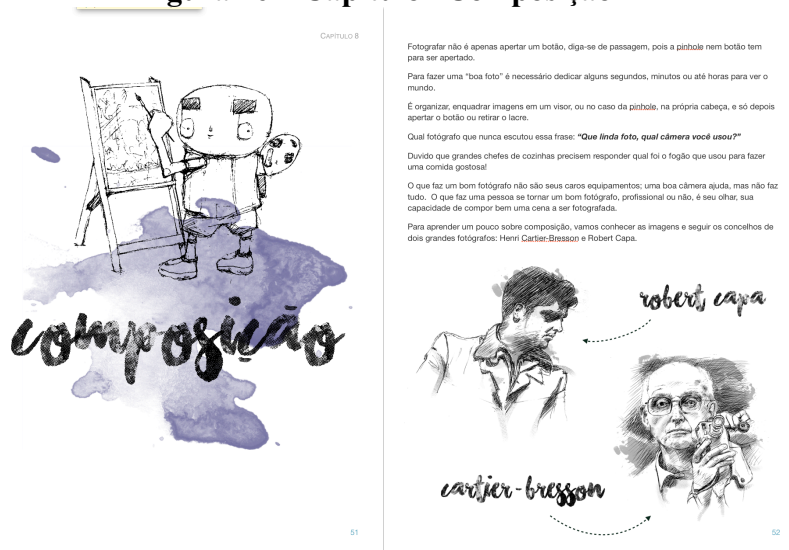 CAPÍTULO 8
composição
51
Fotografar não é apenas apertar um botão, diga-se de passagem, pois a pinhole nem botão tem
para ser apertado.
Para fazer uma “boa foto” é necessário dedicar alguns segundos, minutos ou até horas para ver o
mundo.
É organizar, enquadrar imagens em um visor, ou no caso da pinhole, na própria cabeça, e só depois
apertar o botão ou retirar o lacre.
Qual fotógrafo que nunca escutou essa frase: “Que linda foto, qual câmera você usou?”
Duvido que grandes chefes de cozinhas precisem responder qual foi o fogão que usou para fazer
uma comida gostosa!
O que faz um bom fotógrafo não são seus caros equipamentos; uma boa câmera ajuda, mas não faz
tudo. O que faz uma pessoa se tornar um bom fotógrafo, profissional ou não, é seu olhar, sua
capacidade de compor bem uma cena a ser fotografada.
Para aprender um pouco sobre composição, vamos conhecer as imagens e seguir os concelhos de
dois grandes fotógrafos: Henri Cartier-Bresson e Robert Capa.
robert capa
cartier-bresson
52